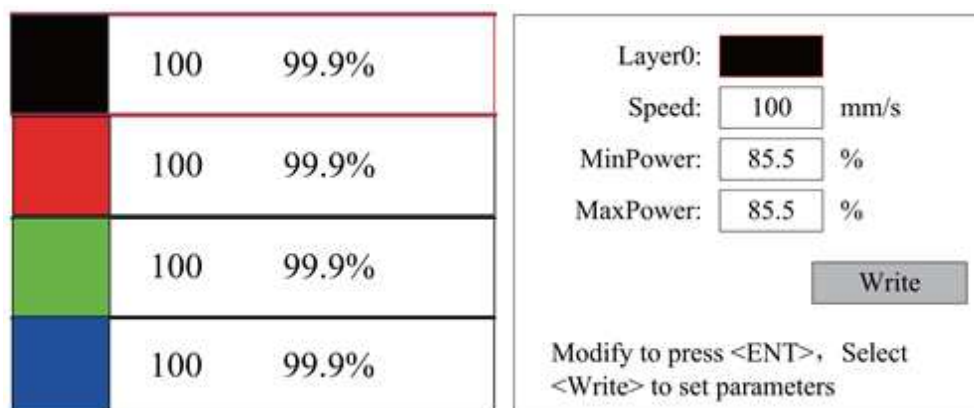 100 99.9%
100 99.9%
100 99.9%
100 99.9%
Layer0:
Speed: 100 mm/s
MinPower: 85.5 %
MaxPower: 85.5 %
Write
Modify to press <ENT>，Select
<Write> to set parameters